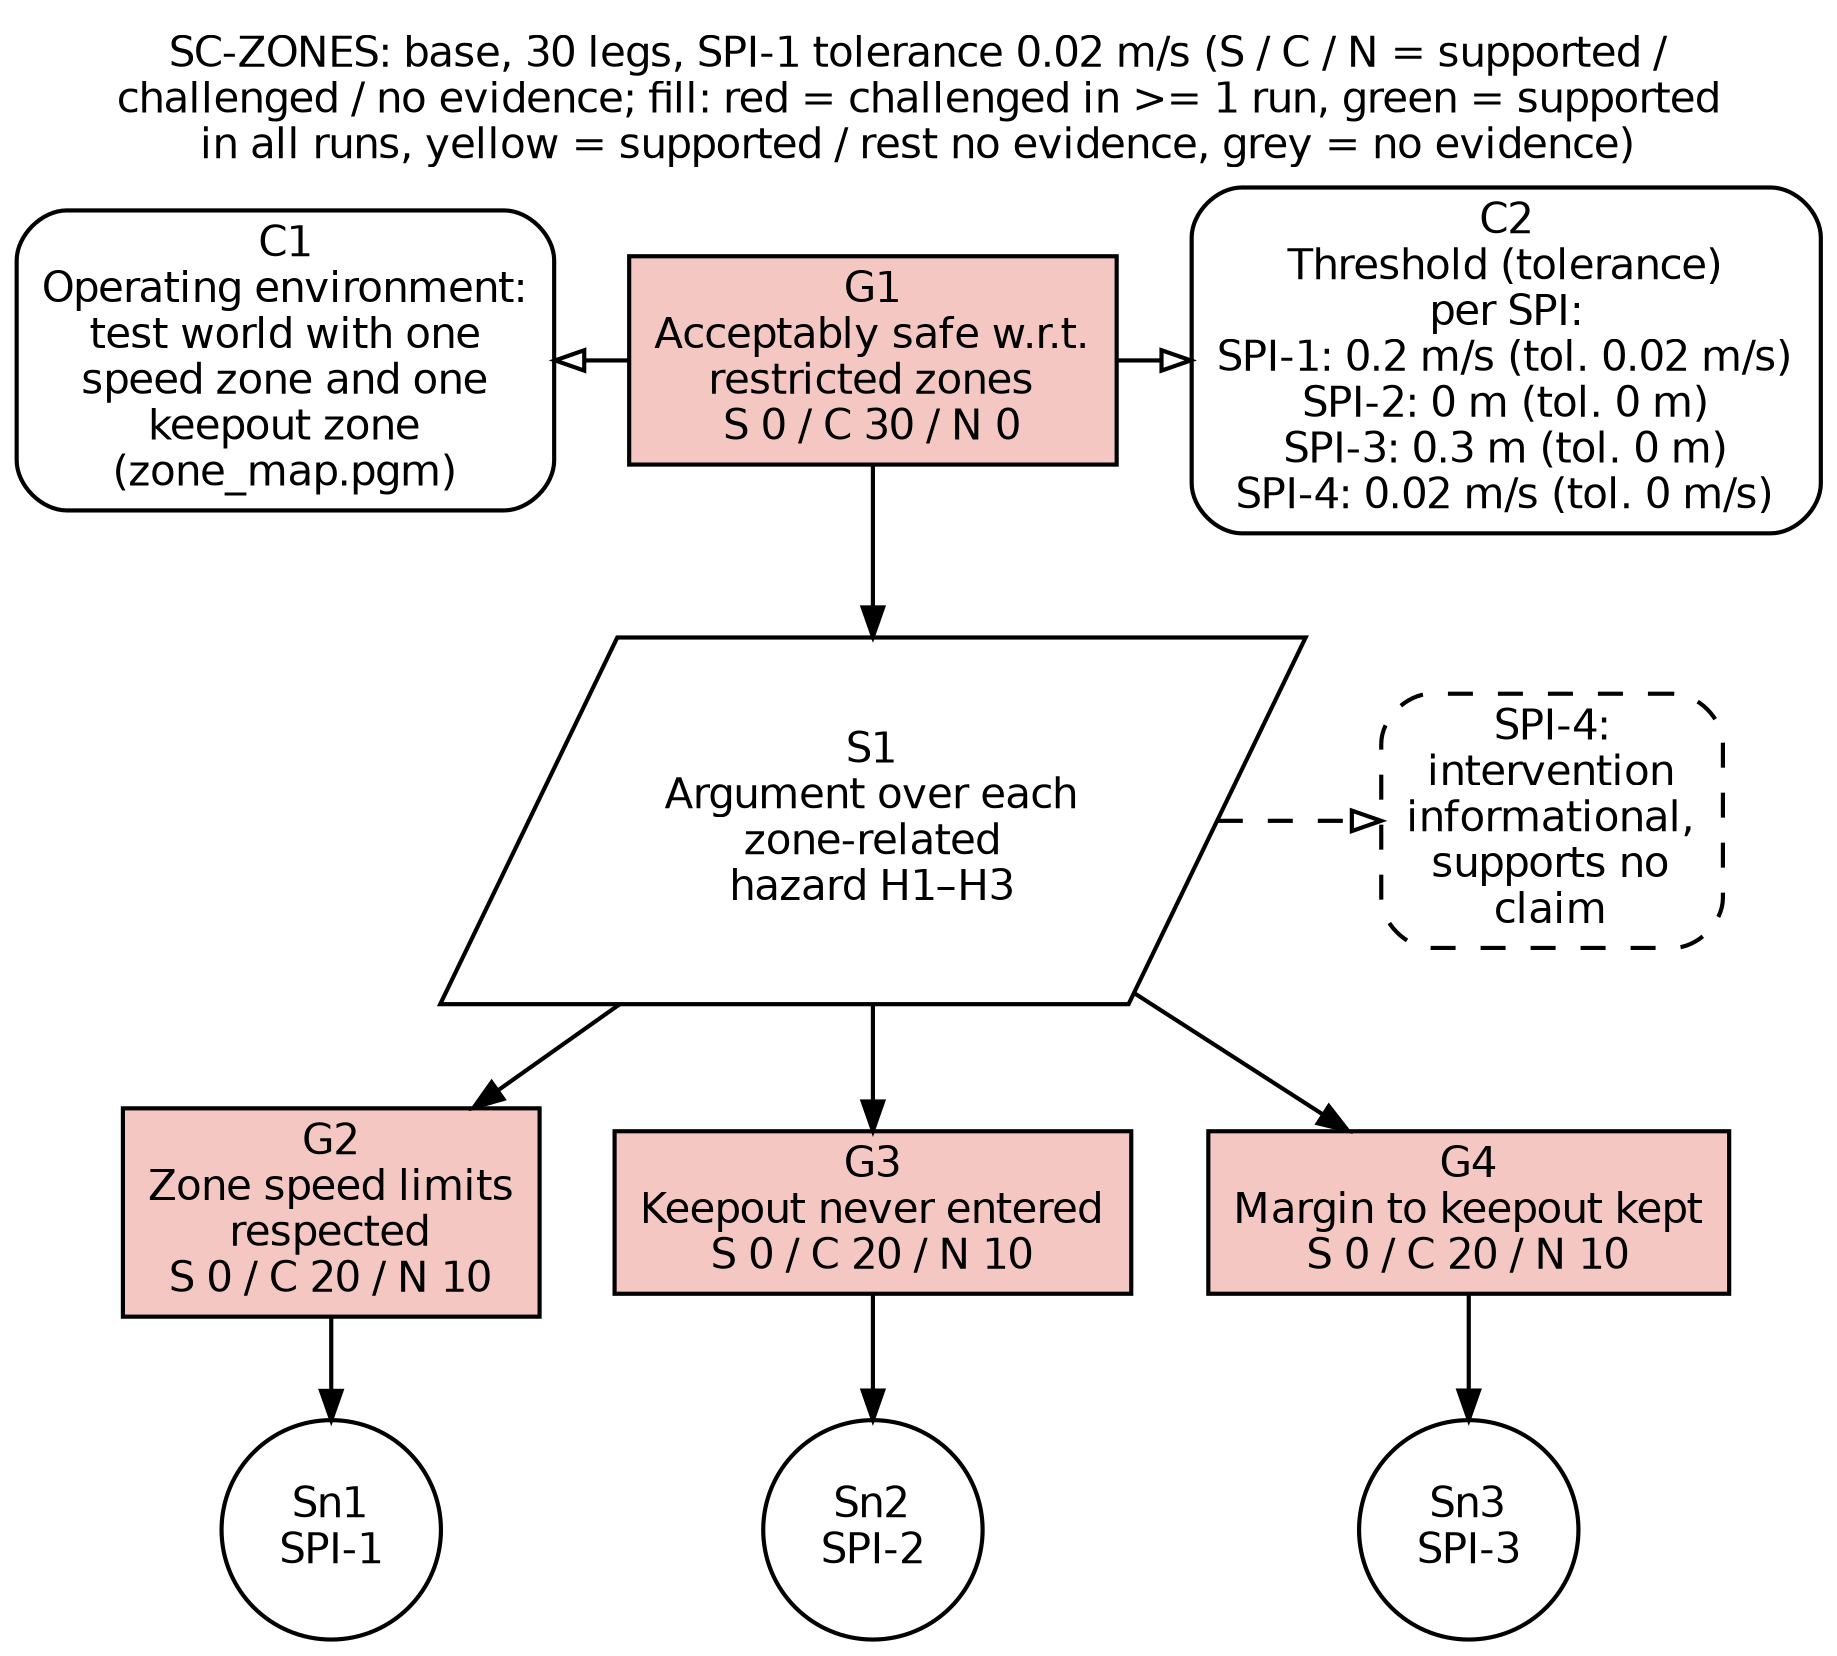 SC-ZONES: base, 30 legs, SPI-1 tolerance 0.02 m/s (S / C / N = supported /
challenged / no evidence; fill: red = challenged in >= 1 run, green = supported
in all runs, yellow = supported / rest no evidence, grey = no evidence)
C1
Operating environment:
test world with one
speed zone and one
keepout zone
(zone_map.pgm)
G1
Acceptably safe w.r.t.
restricted zones
S 0 / C 30 / N 0
C2
Threshold (tolerance)
per SPI:
SPI-1: 0.2 m/s (tol. 0.02 m/s)
SPI-2: 0 m (tol. 0 m)
SPI-3: 0.3 m (tol. 0 m)
SPI-4: 0.02 m/s (tol. 0 m/s)
S1
Argument over each
zone-related
hazard H1–H3
SPI-4:
intervention
informational,
supports no
claim
G2
Zone speed limits
respected
S 0 / C 20 / N 10
G3
Keepout never entered
S 0 / C 20 / N 10
G4
Margin to keepout kept
S 0 / C 20 / N 10
Sn1
SPI-1
Sn2
SPI-2
Sn3
SPI-3